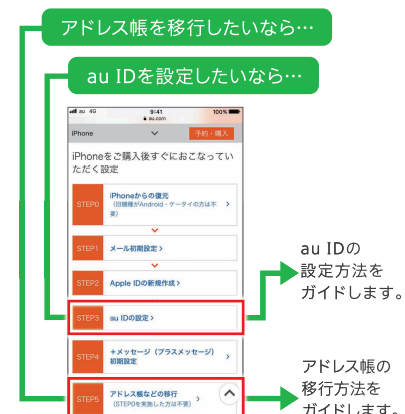 アドレス帳を移行したいなら…
au IDを設定したいなら…
au 4G 9:41 100%
au.com
iPhone 予約・購入
iPhoneをご購入後すぐにおこなってい
ただく設定
STEP0
iPhoneからの復元
(旧機種がAndroid・ケータイの方は不
要)
STEP1
メール初期設定
STEP2
Apple IDの新規作成
STEP3
au IDの設定
STEP4
+メッセージ(プラスメッセージ)
初期設定
STEP5
アドレス帳などの移行
(STEP0を実施した方は不要)
au IDの
設定方法を
ガイドします。
アドレス帳の
移行方法を
ガイドします。